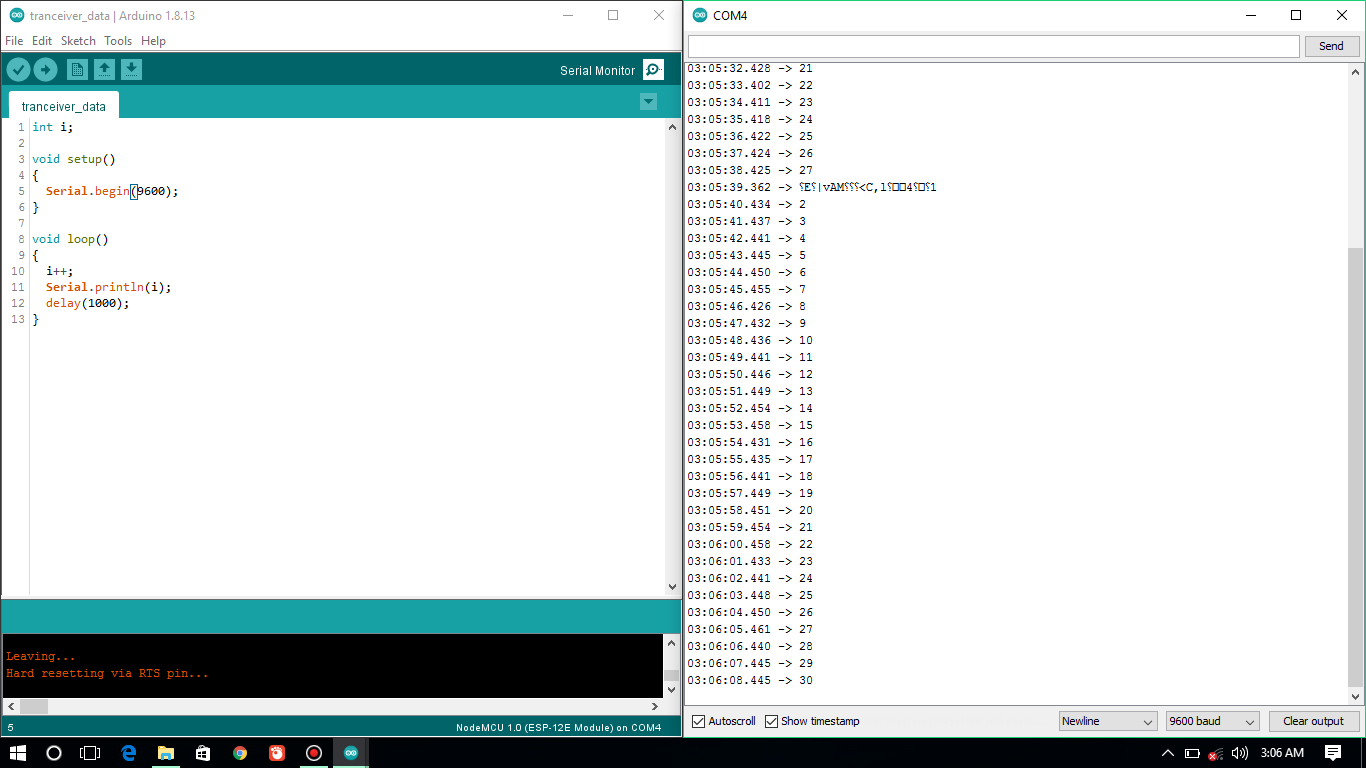 tranceiver_data | Arduino 1.8.13
File Edit Sketch Tools Help
Serial Monitor
tranceiver_data
1 int i;
2
3 void setup()
4 {
5 Serial.begin(9600);
6 }
7
8 void loop()
9 {
10 i++;
11 Serial.println(i);
12 delay(1000);
13 }
Leaving...
Hard resetting via RTS pin...
5 NodeMCU 1.0 (ESP-12E Module) on COM4
COM4
Send
03:05:32.428 -> 21
03:05:33.402 -> 22
03:05:34.411 -> 23
03:05:35.418 -> 24
03:05:36.422 -> 25
03:05:37.424 -> 26
03:05:38.425 -> 27
03:05:39.362 -> ⸮E⸮|vAM⸮⸮⸮<C,l⸮□□4⸮□⸮1
03:05:40.434 -> 2
03:05:41.437 -> 3
03:05:42.441 -> 4
03:05:43.445 -> 5
03:05:44.450 -> 6
03:05:45.455 -> 7
03:05:46.426 -> 8
03:05:47.432 -> 9
03:05:48.436 -> 10
03:05:49.441 -> 11
03:05:50.446 -> 12
03:05:51.449 -> 13
03:05:52.454 -> 14
03:05:53.458 -> 15
03:05:54.431 -> 16
03:05:55.435 -> 17
03:05:56.441 -> 18
03:05:57.449 -> 19
03:05:58.451 -> 20
03:05:59.454 -> 21
03:06:00.458 -> 22
03:06:01.433 -> 23
03:06:02.441 -> 24
03:06:03.448 -> 25
03:06:04.450 -> 26
03:06:05.461 -> 27
03:06:06.440 -> 28
03:06:07.445 -> 29
03:06:08.445 -> 30
Autoscroll Show timestamp Newline 9600 baud Clear output
3:06 AM